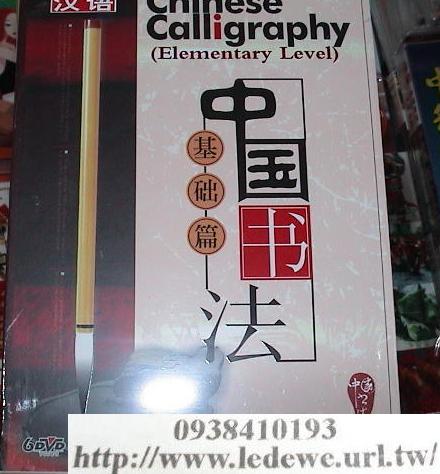 汉语
Chinese
Calligraphy
(Elementary Level)
中国书法
基础篇
6DVD
0938410193
http://www.ledewe.url.tw/